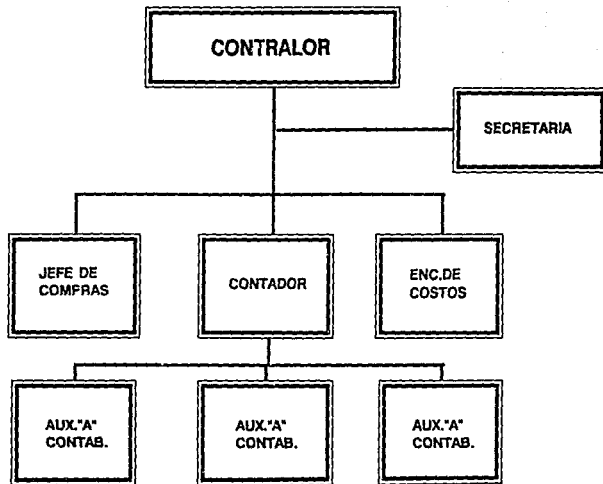 CONTRALOR
SECRETARIA
JEFE DE
COMPRAS
CONTADOR
ENC.DE
COSTOS
AUX."A"
CONTAB.
AUX."A"
CONTAB.
AUX."A"
CONTAB.